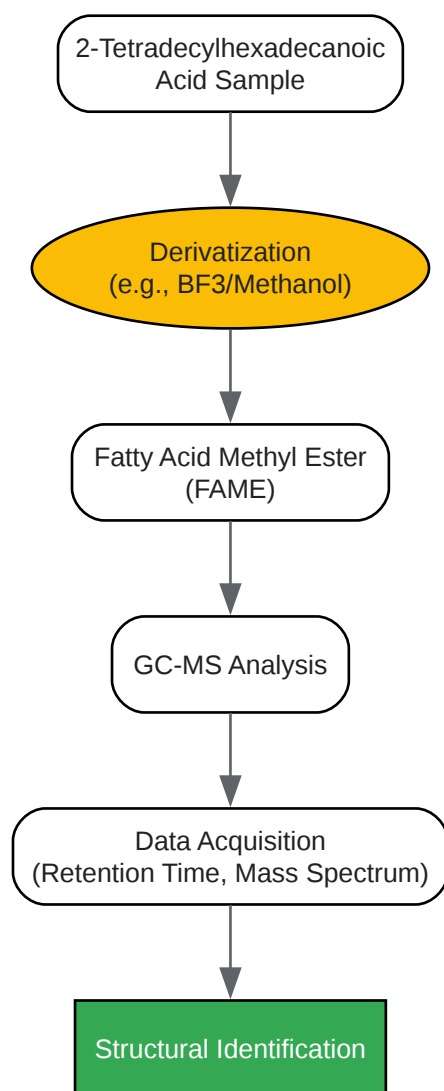 2-Tetradecylhexadecanoic
Acid Sample
Derivatization
(e.g., BF3/Methanol)
Fatty Acid Methyl Ester
(FAME)
GC-MS Analysis
Data Acquisition
(Retention Time, Mass Spectrum)
Structural Identification